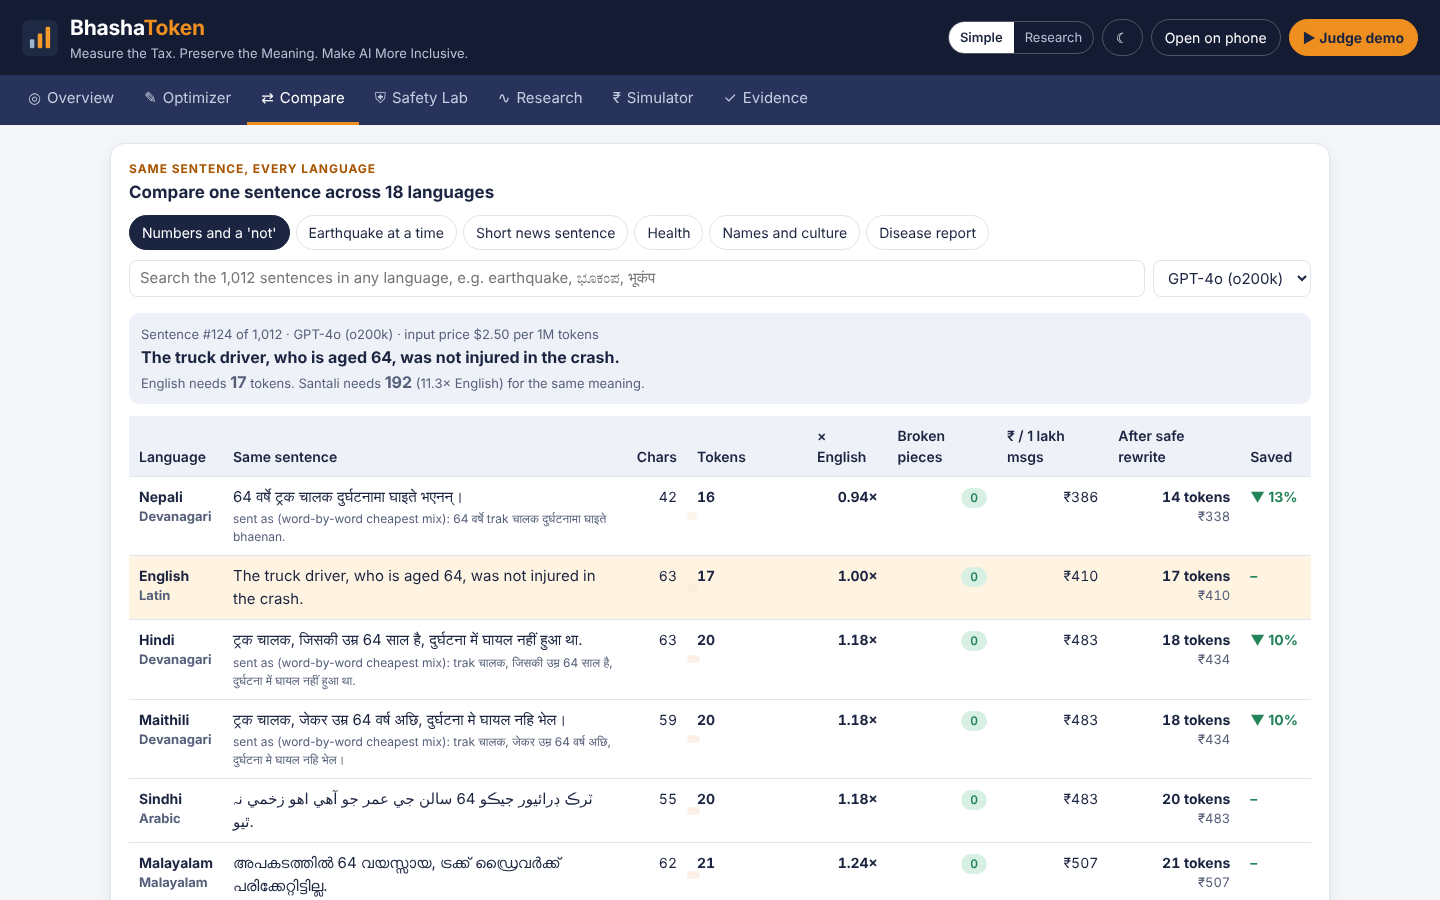 BhashaToken
Measure the Tax. Preserve the Meaning. Make AI More Inclusive.
Simple Research
Open on phone
▶ Judge demo
Overview
Optimizer
Compare
Safety Lab
Research
₹ Simulator
Evidence
SAME SENTENCE, EVERY LANGUAGE
Compare one sentence across 18 languages
Numbers and a 'not'
Earthquake at a time
Short news sentence
Health
Names and culture
Disease report
Search the 1,012 sentences in any language, e.g. earthquake, ಭೂಕಂಪ, भूकंप
GPT-4o (o200k)
Sentence #124 of 1,012 · GPT-4o (o200k) · input price $2.50 per 1M tokens
The truck driver, who is aged 64, was not injured in the crash.
English needs 17 tokens. Santali needs 192 (11.3× English) for the same meaning.
Language Same sentence Chars Tokens × English Broken pieces ₹ / 1 lakh msgs After safe rewrite Saved
Nepali 64 वर्षे ट्रक चालक दुर्घटनामा घाइते भएनन्। 42 16 0.94× 0 ₹386 14 tokens ▼ 13%
Devanagari sent as (word-by-word cheapest mix): 64 वर्षे trak चालक दुर्घटनामा घाइते ₹338
bhaenan.
English The truck driver, who is aged 64, was not injured in 63 17 1.00× 0 ₹410 17 tokens –
Latin the crash. ₹410
Hindi ट्रक चालक, जिसकी उम्र 64 साल है, दुर्घटना में घायल नहीं हुआ था. 63 20 1.18× 0 ₹483 18 tokens ▼ 10%
Devanagari sent as (word-by-word cheapest mix): trak चालक, जिसकी उम्र 64 साल है, ₹434
दुर्घटना में घायल नहीं हुआ था.
Maithili ट्रक चालक, जेकर उम्र 64 वर्ष अछि, दुर्घटना मे घायल नहि भेल। 59 20 1.18× 0 ₹483 18 tokens ▼ 10%
Devanagari sent as (word-by-word cheapest mix): trak चालक, जेकर उम्र 64 वर्ष अछि, ₹434
दुर्घटना मे घायल नहि भेल।
Sindhi ٽرڪ ڊرائيور جيڪو 64 سالن جي عمر جو آهي اهو زخمي نہ 55 20 1.18× 0 ₹483 20 tokens –
Arabic ٿيو. ₹483
Malayalam അപകടത്തിൽ 64 വയസ്സായ, ട്രക്ക് ഡ്രൈവർക്ക് 62 21 1.24× 0 ₹507 21 tokens –
Malayalam പരിക്കേറ്റിട്ടില്ല. ₹507